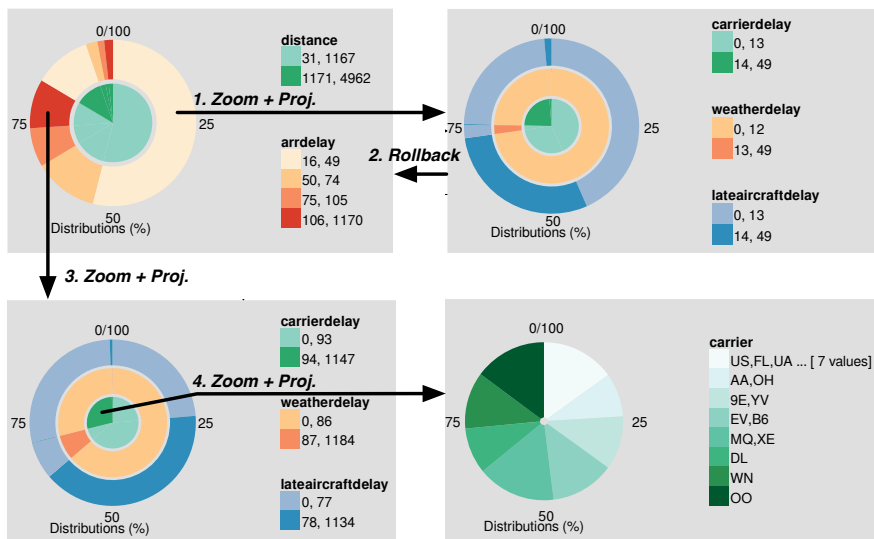 0/100
distance
31, 1167
1171, 4962
75
25
arrdelay
16, 49
50, 74
75, 105
106, 1170
50
Distributions (%)
1. Zoom + Proj.
2. Rollback
0/100
carrierdelay
0, 13
14, 49
75
25
weatherdelay
0, 12
13, 49
lateaircraftdelay
0, 13
14, 49
50
Distributions (%)
3. Zoom + Proj.
0/100
carrierdelay
0, 93
94, 1147
4. Zoom + Proj.
75
25
weatherdelay
0, 86
87, 1184
lateaircraftdelay
0, 77
78, 1134
50
Distributions (%)
0/100
carrier
US,FL,UA ... [ 7 values]
AA,OH
9E,YV
EV,B6
MQ,XE
DL
WN
OO
75
25
50
Distributions (%)